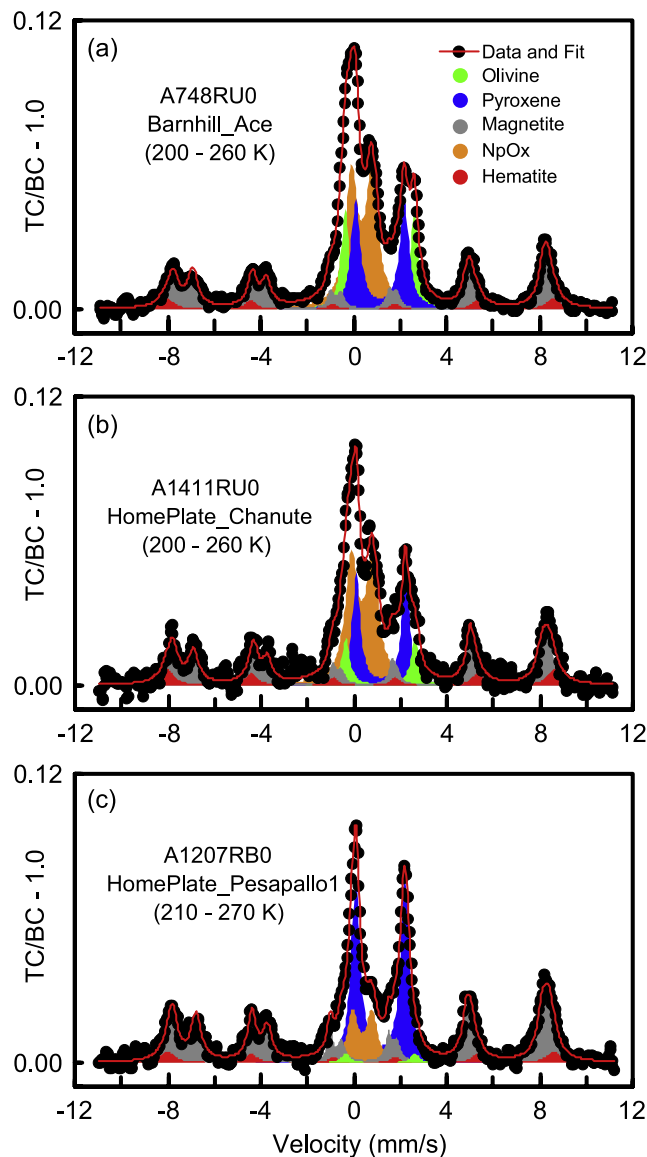 0.12
(a)
A748RU0
Barnhill_Ace
(200 - 260 K)
Data and Fit
Olivine
Pyroxene
Magnetite
NpOx
Hematite
TC/BC - 1.0
0.00
-12 -8 -4 0 4 8 12
0.12
(b)
A1411RU0
HomePlate_Chanute
(200 - 260 K)
TC/BC - 1.0
0.00
-12 -8 -4 0 4 8 12
0.12
(c)
A1207RB0
HomePlate_Pesapallo1
(210 - 270 K)
TC/BC - 1.0
0.00
-12 -8 -4 0 4 8 12
Velocity (mm/s)